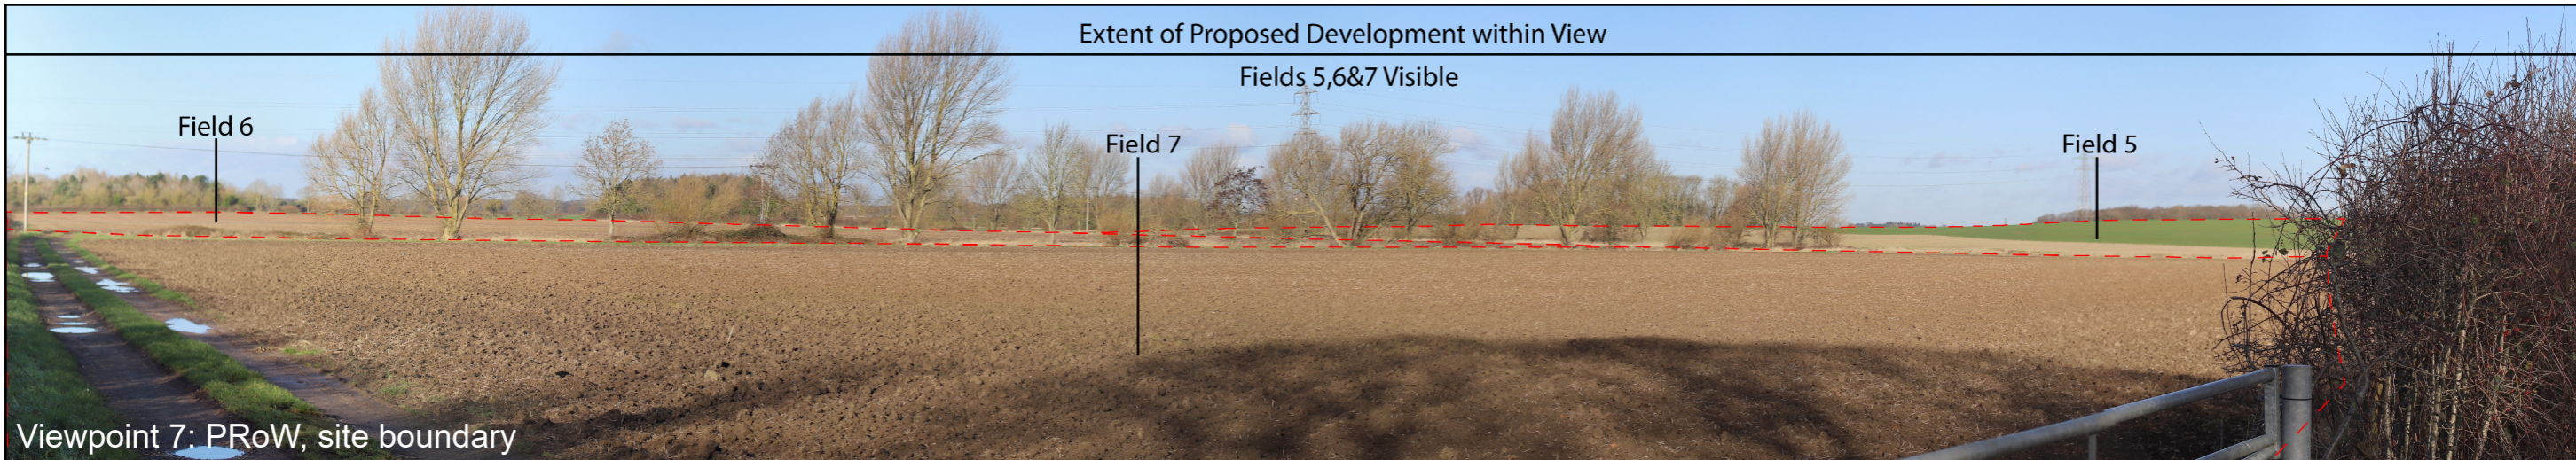 Extent of Proposed Development within View
Fields 5,6&7 Visible
Field 6
Field 7
Field 5
Viewpoint 7: PRoW, site boundary